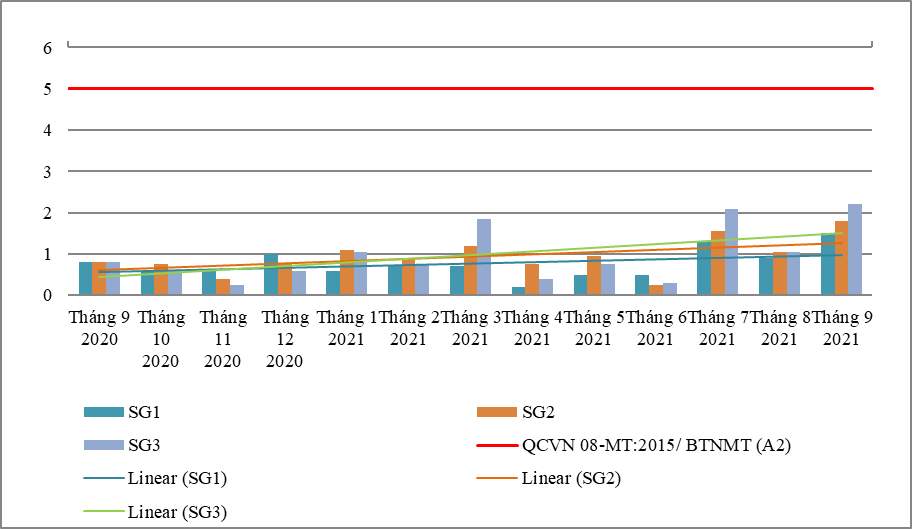 6
5
4
3
2
1
0
Tháng 9 Tháng Tháng Tháng Tháng 1 Tháng 2 Tháng 3 Tháng 4 Tháng 5 Tháng 6 Tháng 7 Tháng 8 Tháng 9
2020 10 11 12 2021 2021 2021 2021 2021 2021 2021 2021 2021
2020 2020 2020
SG1 SG2
SG3 QCVN 08-MT:2015/ BTNMT (A2)
Linear (SG1) Linear (SG2)
Linear (SG3)